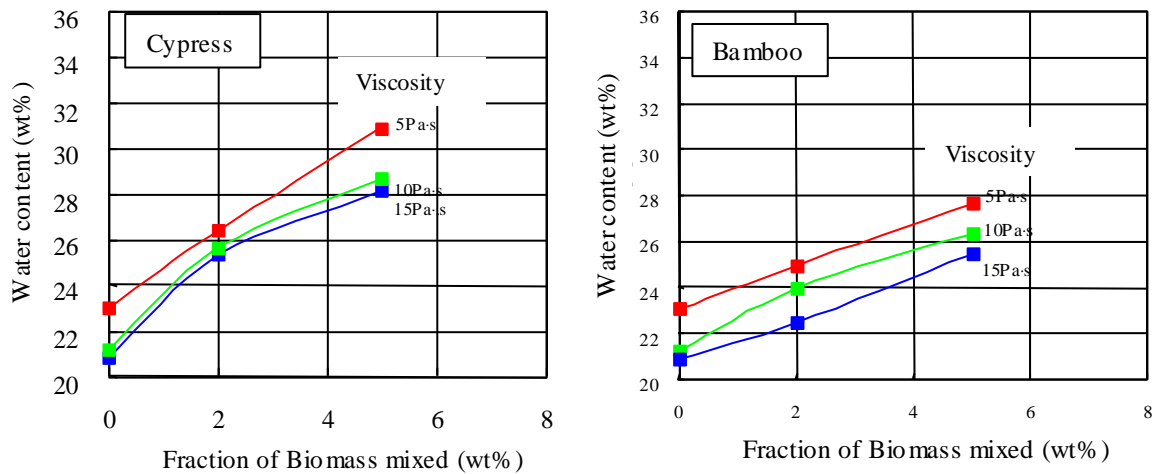 36
34
32
30
28
26
24
22
20
Water content (wt%)
Cypress
Viscosity
5Pa·s
10Pa·s
15Pa·s
0 2 4 6 8
Fraction of Biomass mixed (wt%)
36
34
32
30
28
26
24
22
20
Water content (wt%)
Bamboo
Viscosity
5Pa·s
10Pa·s
15Pa·s
0 2 4 6 8
Fraction of Biomass mixed (wt%)